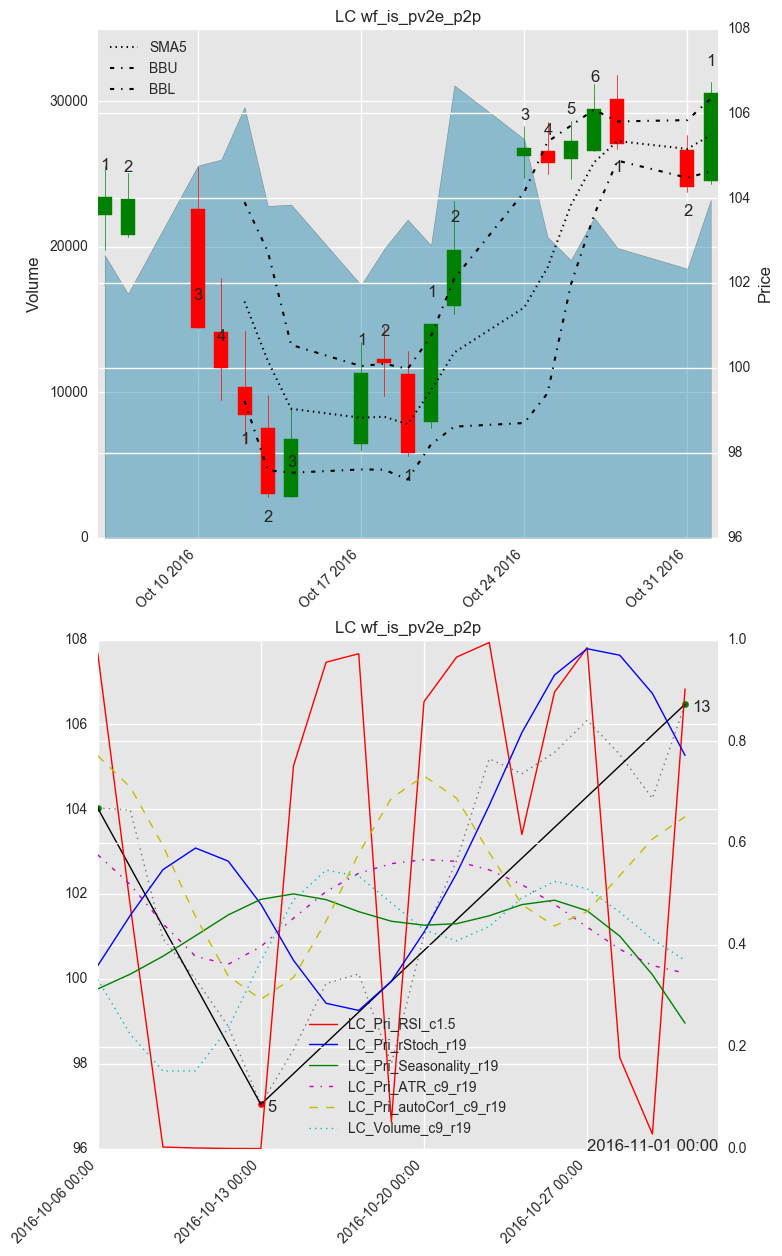 LC wf_is_pv2e_p2p
SMA5
BBU
BBL
108
106
104
102
100
98
96
Price
30000
20000
10000
0
Volume
1
2
3
4
1
2
3
1
2
1
1
2
3
4
5
6
1
2
1
Oct 10 2016
Oct 17 2016
Oct 24 2016
Oct 31 2016
LC wf_is_pv2e_p2p
108
106
104
102
100
98
96
1.0
0.8
0.6
0.4
0.2
0.0
13
5
LC_Pri_RSI_c1.5
LC_Pri_rStoch_r19
LC_Pri_Seasonality_r19
LC_Pri_ATR_c9_r19
LC_Pri_autoCor1_c9_r19
LC_Volume_c9_r19
2016-11-01 00:00
2016-10-06 00:00
2016-10-13 00:00
2016-10-20 00:00
2016-10-27 00:00